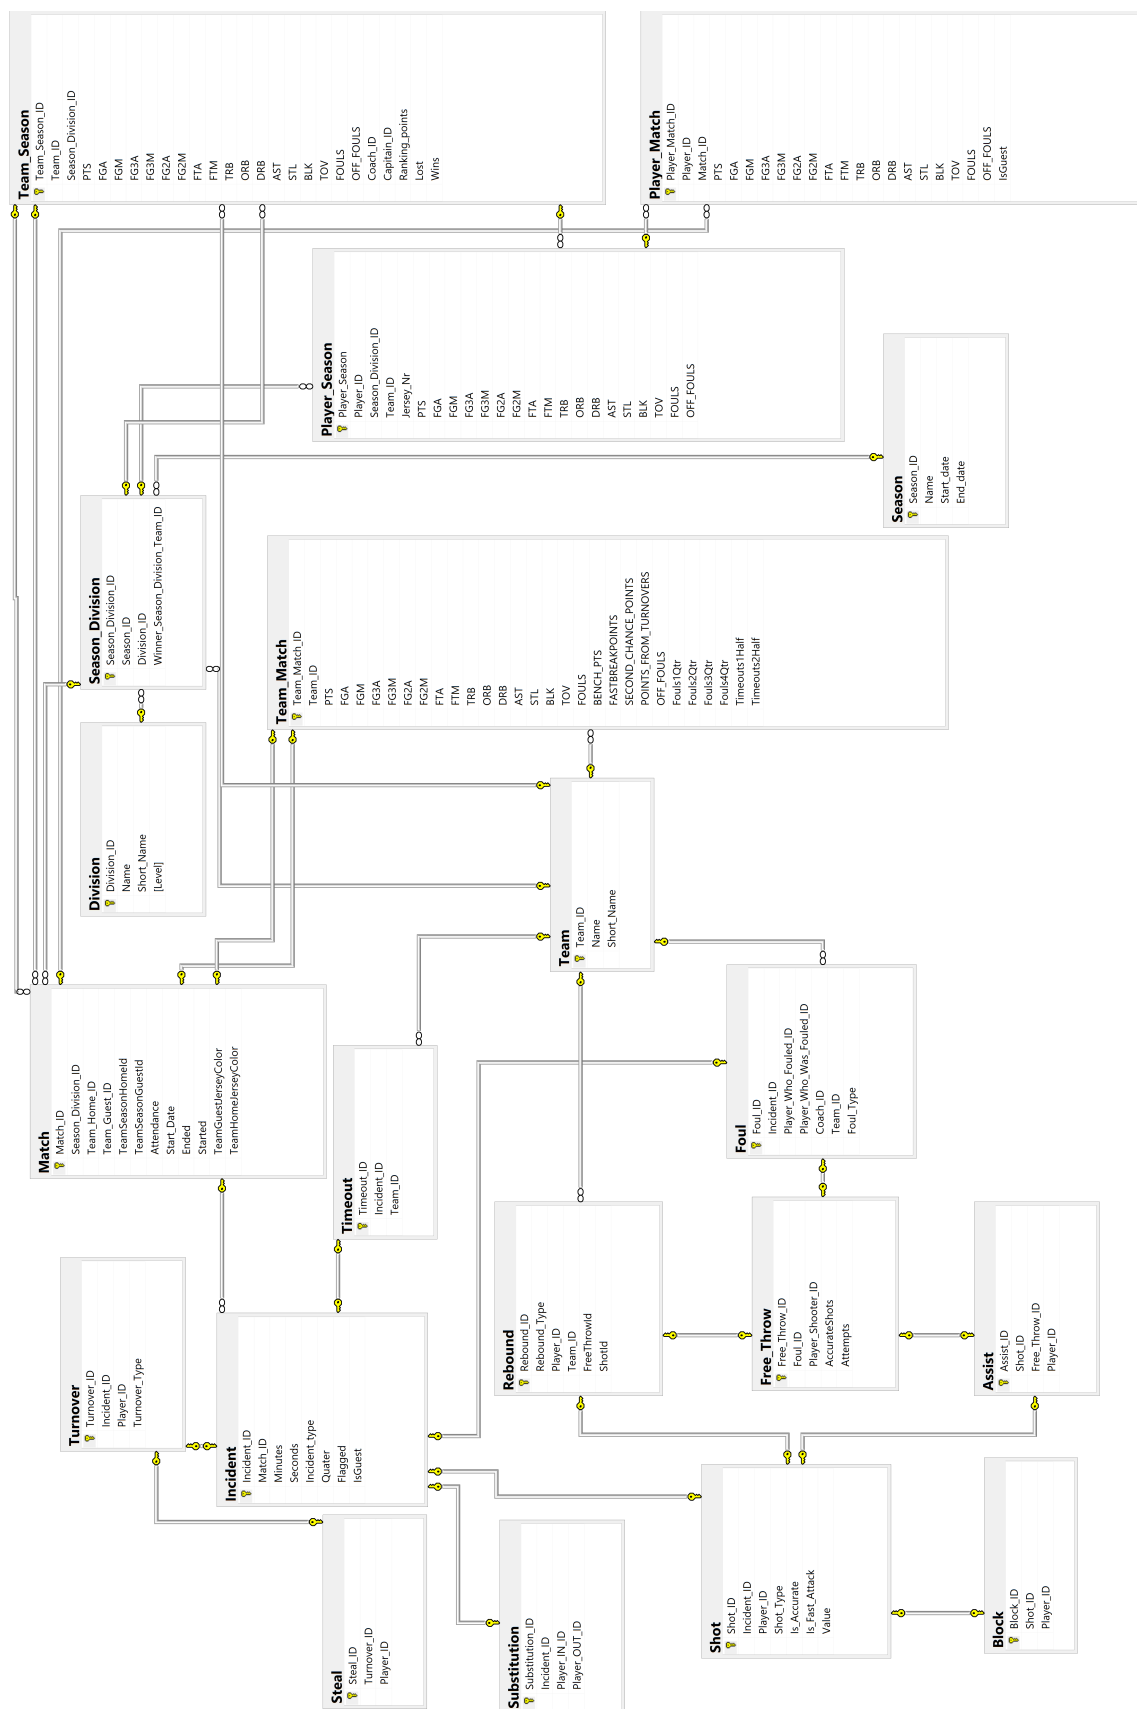 Team_Season
Team_Season_ID
Team_ID
Season_Division_ID
PTS
FGA
FGM
FG3A
FG3M
FG2A
FG2M
FTA
FTM
TRB
ORB
DRB
AST
STL
BLK
TOV
FOULS
OFF_FOULS
Coach_ID
Capitain_ID
Ranking_points
Lost
Wins
Player_Match
Player_Match_ID
Player_ID
Match_ID
PTS
FGA
FGM
FG3A
FG3M
FG2A
FG2M
FTA
FTM
TRB
ORB
DRB
AST
STL
BLK
TOV
FOULS
OFF_FOULS
IsGuest
Player_Season
Player_Season
Player_ID
Season_Division_ID
Team_ID
Jersey_Nr
PTS
FGA
FGM
FG3A
FG3M
FG2A
FG2M
FTA
FTM
TRB
ORB
DRB
AST
STL
BLK
TOV
FOULS
OFF_FOULS
Season
Season_ID
Name
Start_date
End_date
Season_Division
Season_Division_ID
Season_ID
Division_ID
Winner_Season_Division_Team_ID
Team_Match
Team_Match_ID
Team_ID
PTS
FGA
FGM
FG3A
FG3M
FG2A
FG2M
FTA
FTM
TRB
ORB
DRB
AST
STL
BLK
TOV
FOULS
BENCH_PTS
FASTBREAKPOINTS
SECOND_CHANCE_POINTS
POINTS_FROM_TURNOVERS
OFF_FOULS
Fouls1Qtr
Fouls2Qtr
Fouls3Qtr
Fouls4Qtr
Timeouts1Half
Timeouts2Half
Division
Division_ID
Name
Short_Name
[Level]
Team
Team_ID
Name
Short_Name
Match
Match_ID
Season_Division_ID
Team_Home_ID
Team_Guest_ID
TeamSeasonHomeId
TeamSeasonGuestId
Attendance
Start_Date
Ended
Started
TeamGuestJerseyColor
TeamHomeJerseyColor
Timeout
Timeout_ID
Incident_ID
Team_ID
Foul
Foul_ID
Incident_ID
Player_Who_Fouled_ID
Player_Who_Was_Fouled_ID
Coach_ID
Team_ID
Foul_Type
Turnover
Turnover_ID
Incident_ID
Player_ID
Turnover_Type
Incident
Incident_ID
Match_ID
Minutes
Seconds
Incident_type
Quater
Flagged
IsGuest
Rebound
Rebound_ID
Rebound_Type
Player_ID
Team_ID
FreeThrowId
ShotId
Free_Throw
Free_Throw_ID
Foul_ID
Player_Shooter_ID
AccurateShots
Attempts
Assist
Assist_ID
Shot_ID
Free_Throw_ID
Player_ID
Steal
Steal_ID
Turnover_ID
Player_ID
Substitution
Substitution_ID
Incident_ID
Player_IN_ID
Player_OUT_ID
Shot
Shot_ID
Incident_ID
Player_ID
Shot_Type
Is_Accurate
Is_Fast_Attack
Value
Block
Block_ID
Shot_ID
Player_ID